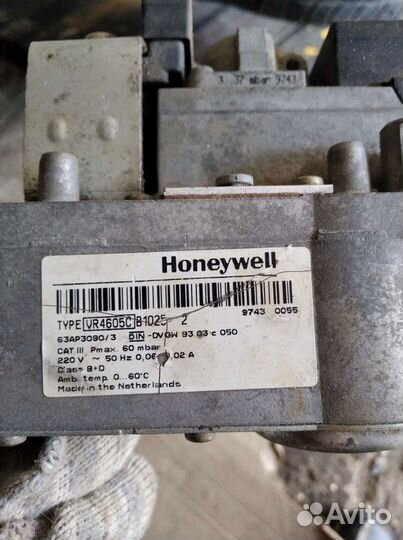 3...37 mbar 9743
Honeywell
TYPE VR4605C B1025 2
9743 0055
63AP3090/3 DIN-DVGW 93.03 c 050
CAT III Pmax. 60 mbar
220 V ~ 50 Hz 0,06 0,02 A
Class B+D
Amb. temp. 0...60°C
Made in the Netherlands
Avito